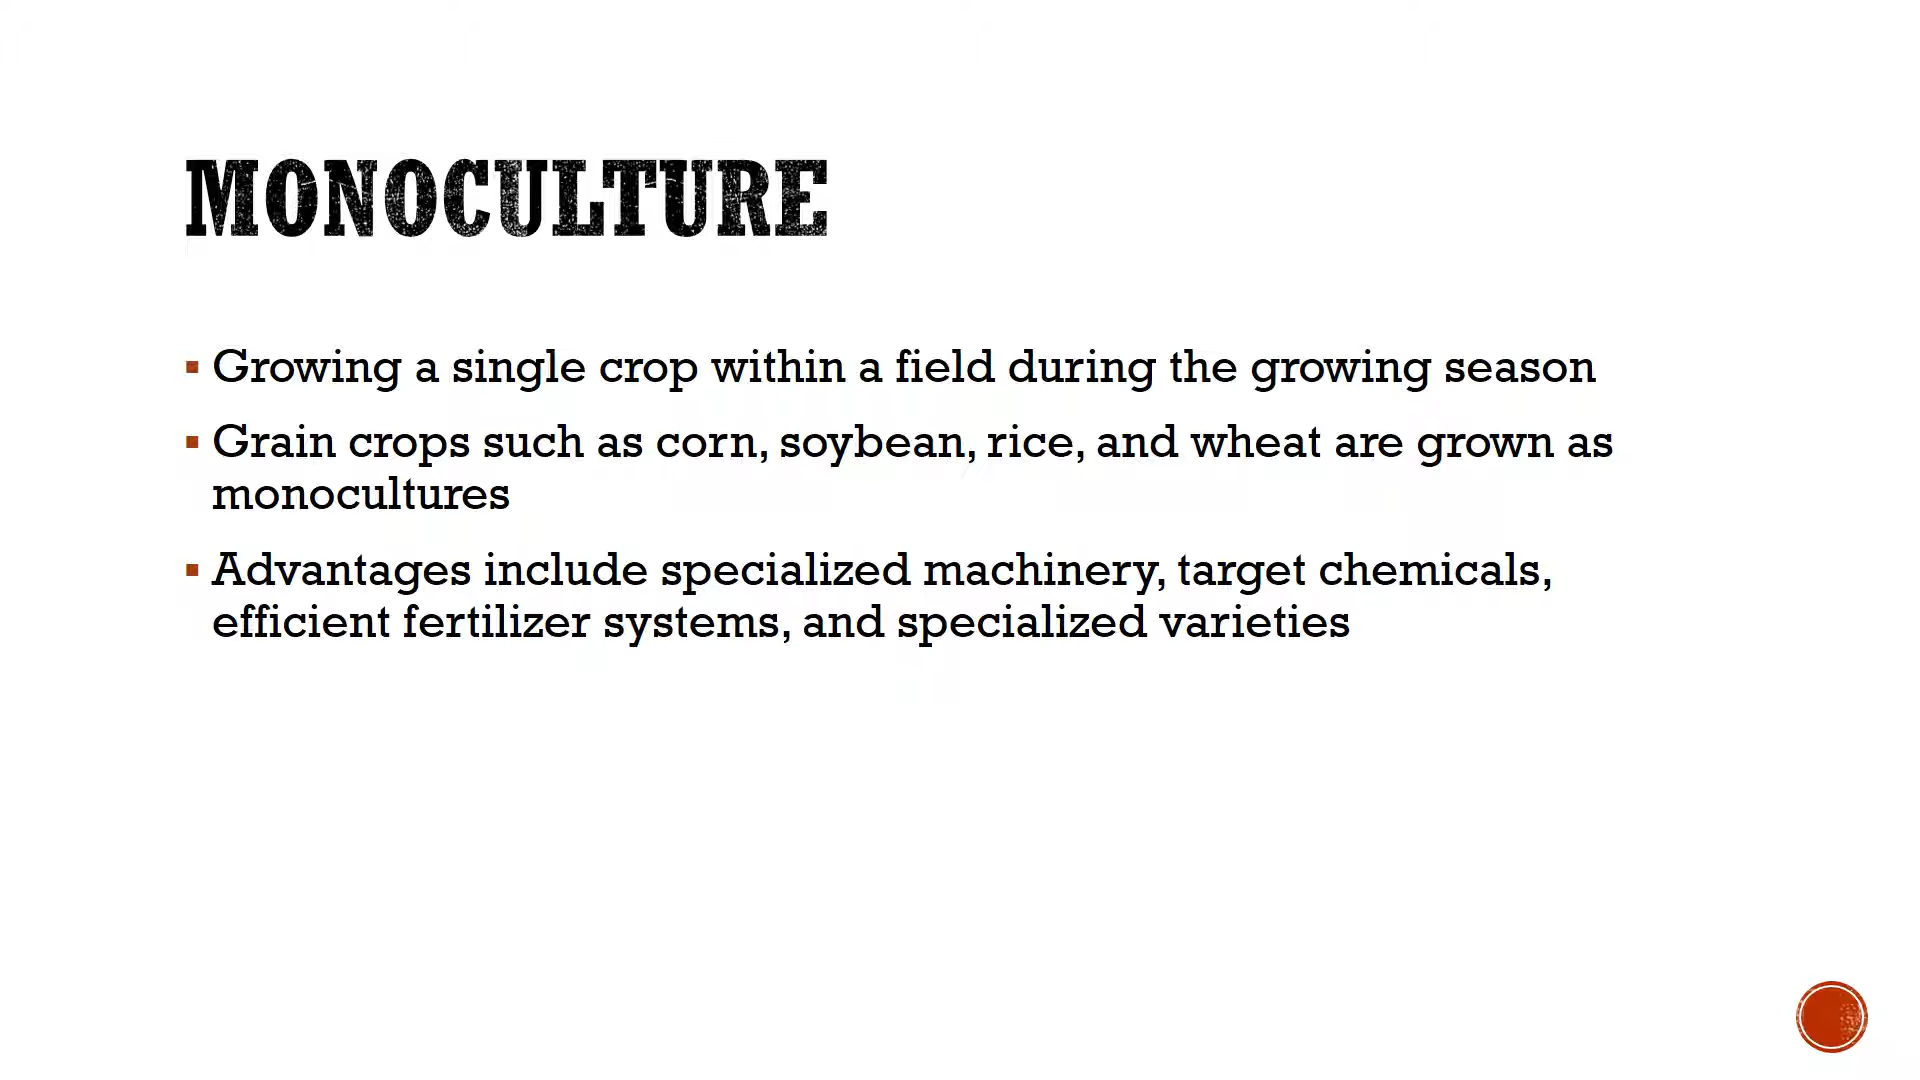 MONOCULTURE
▪ Growing a single crop within a field during the growing season
▪ Grain crops such as corn, soybean, rice, and wheat are grown as
monocultures
▪ Advantages include specialized machinery, target chemicals,
efficient fertilizer systems, and specialized varieties